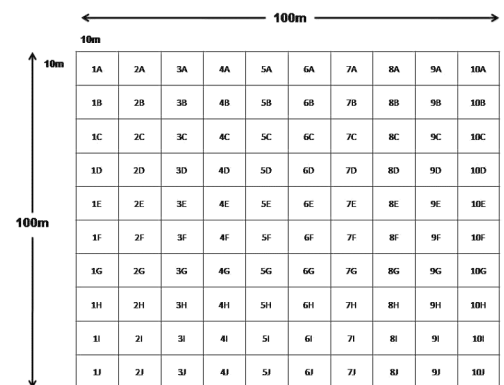 100m
10m
10m 1A 2A 3A 4A 5A 6A 7A 8A 9A 10A
1B 2B 3B 4B 5B 6B 7B 8B 9B 10B
1C 2C 3C 4C 5C 6C 7C 8C 9C 10C
1D 2D 3D 4D 5D 6D 7D 8D 9D 10D
1E 2E 3E 4E 5E 6E 7E 8E 9E 10E
100m
1F 2F 3F 4F 5F 6F 7F 8F 9F 10F
1G 2G 3G 4G 5G 6G 7G 8G 9G 10G
1H 2H 3H 4H 5H 6H 7H 8H 9H 10H
1I 2I 3I 4I 5I 6I 7I 8I 9I 10I
1J 2J 3J 4J 5J 6J 7J 8J 9J 10J